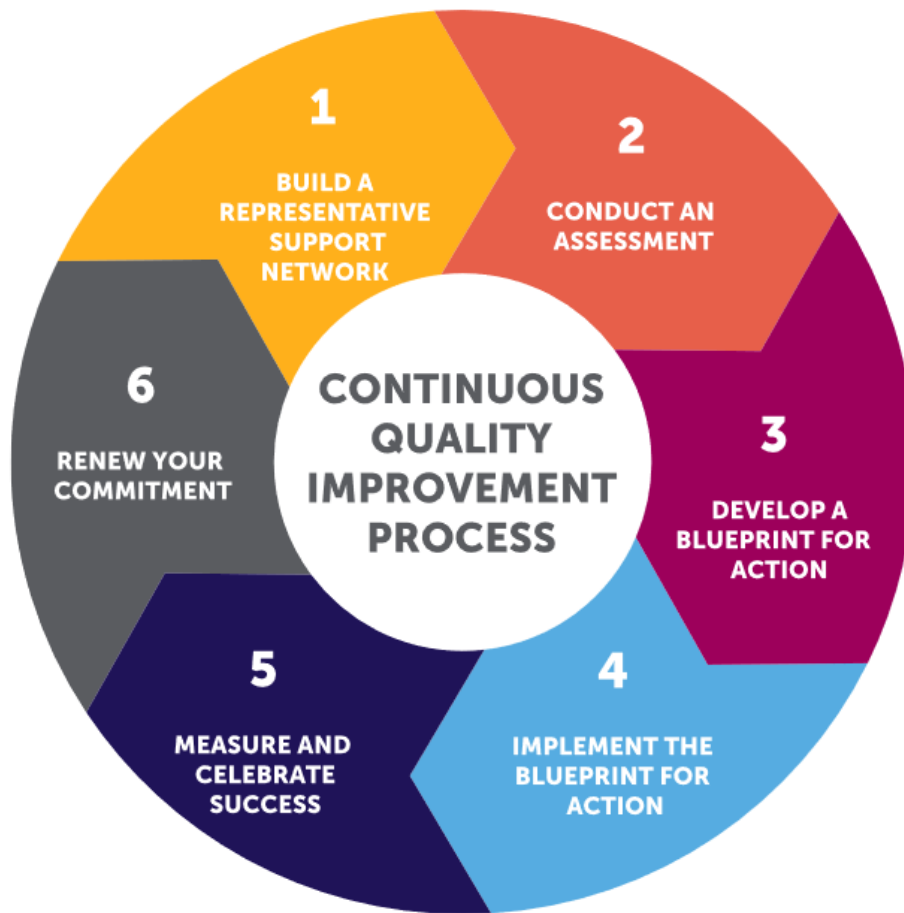 1
BUILD A
REPRESENTATIVE
SUPPORT
NETWORK
2
CONDUCT AN
ASSESSMENT
3
DEVELOP A
BLUEPRINT FOR
ACTION
4
IMPLEMENT THE
BLUEPRINT FOR
ACTION
5
MEASURE AND
CELEBRATE
SUCCESS
6
RENEW YOUR
COMMITMENT
CONTINUOUS
QUALITY
IMPROVEMENT
PROCESS